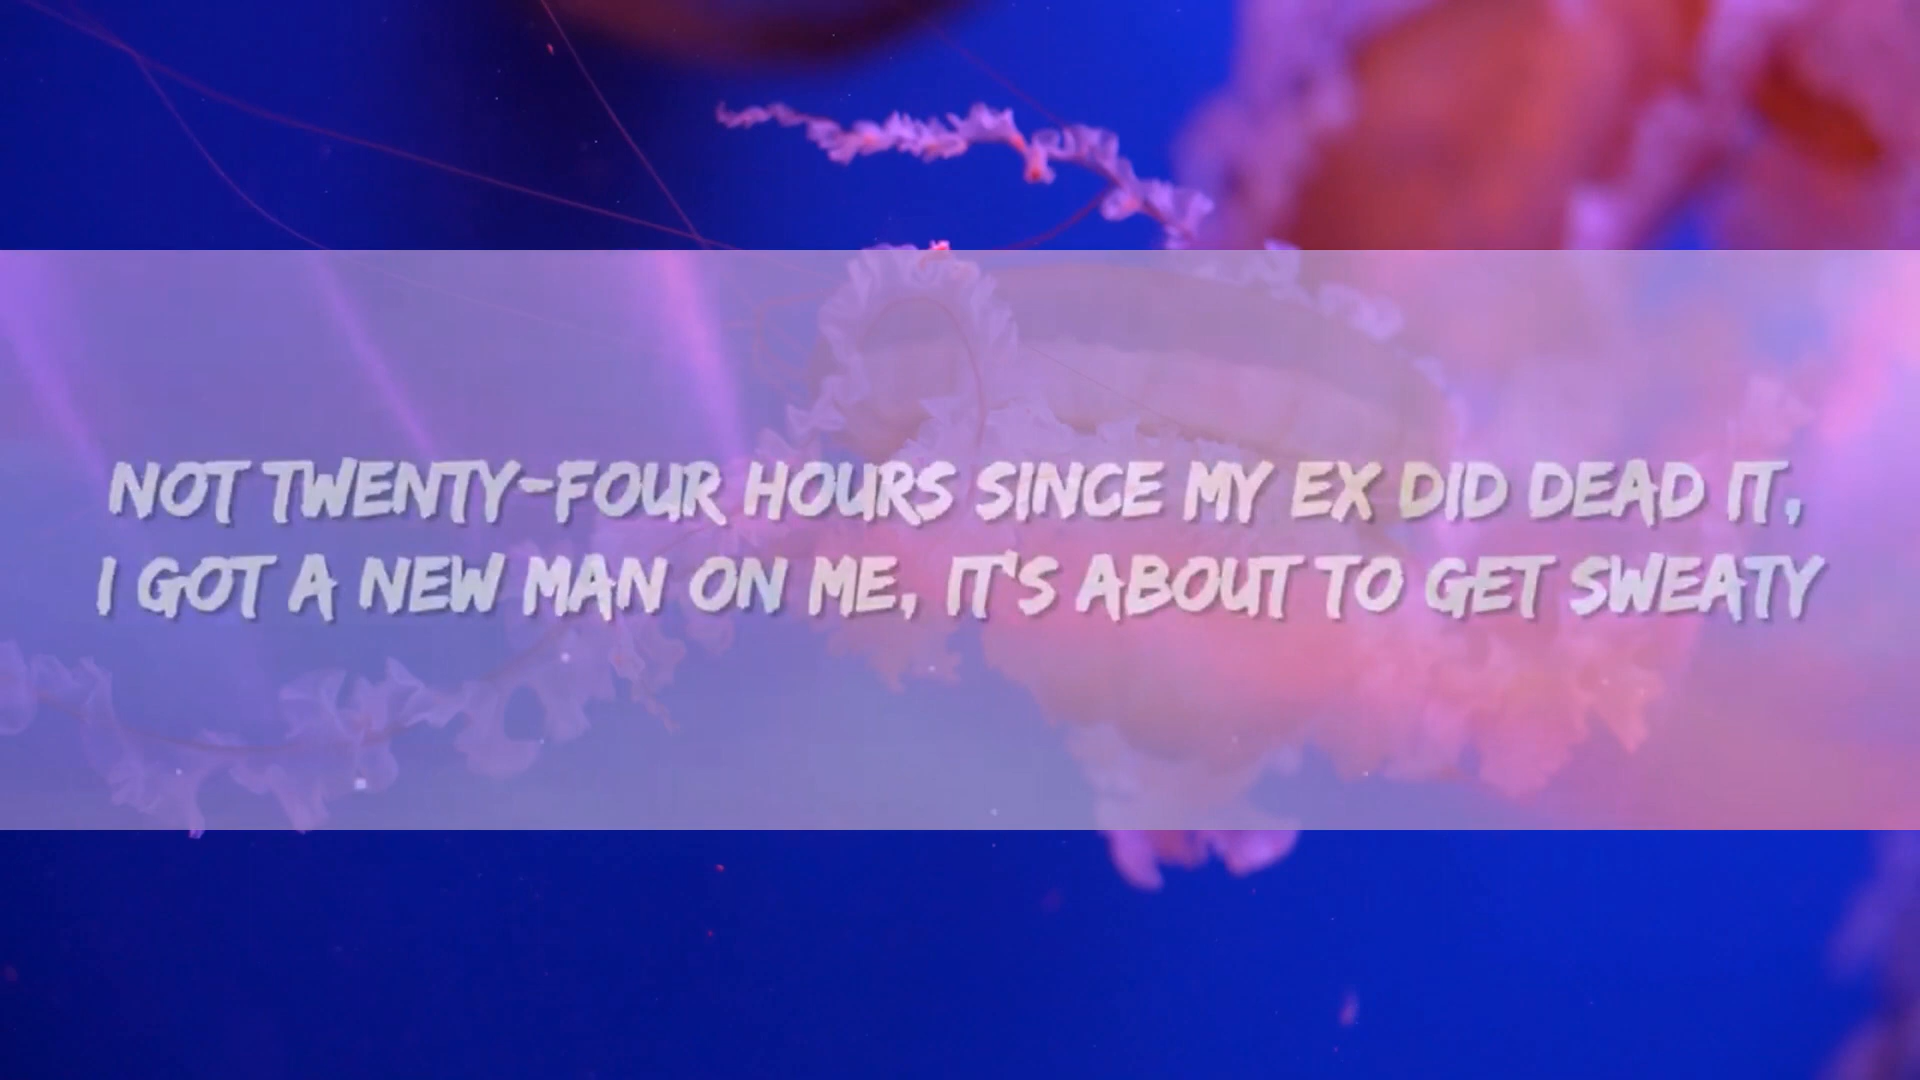 NOT TWENTY-FOUR HOURS SINCE MY EX DID DEAD IT,
I GOT A NEW MAN ON ME, IT'S ABOUT TO GET SWEATY